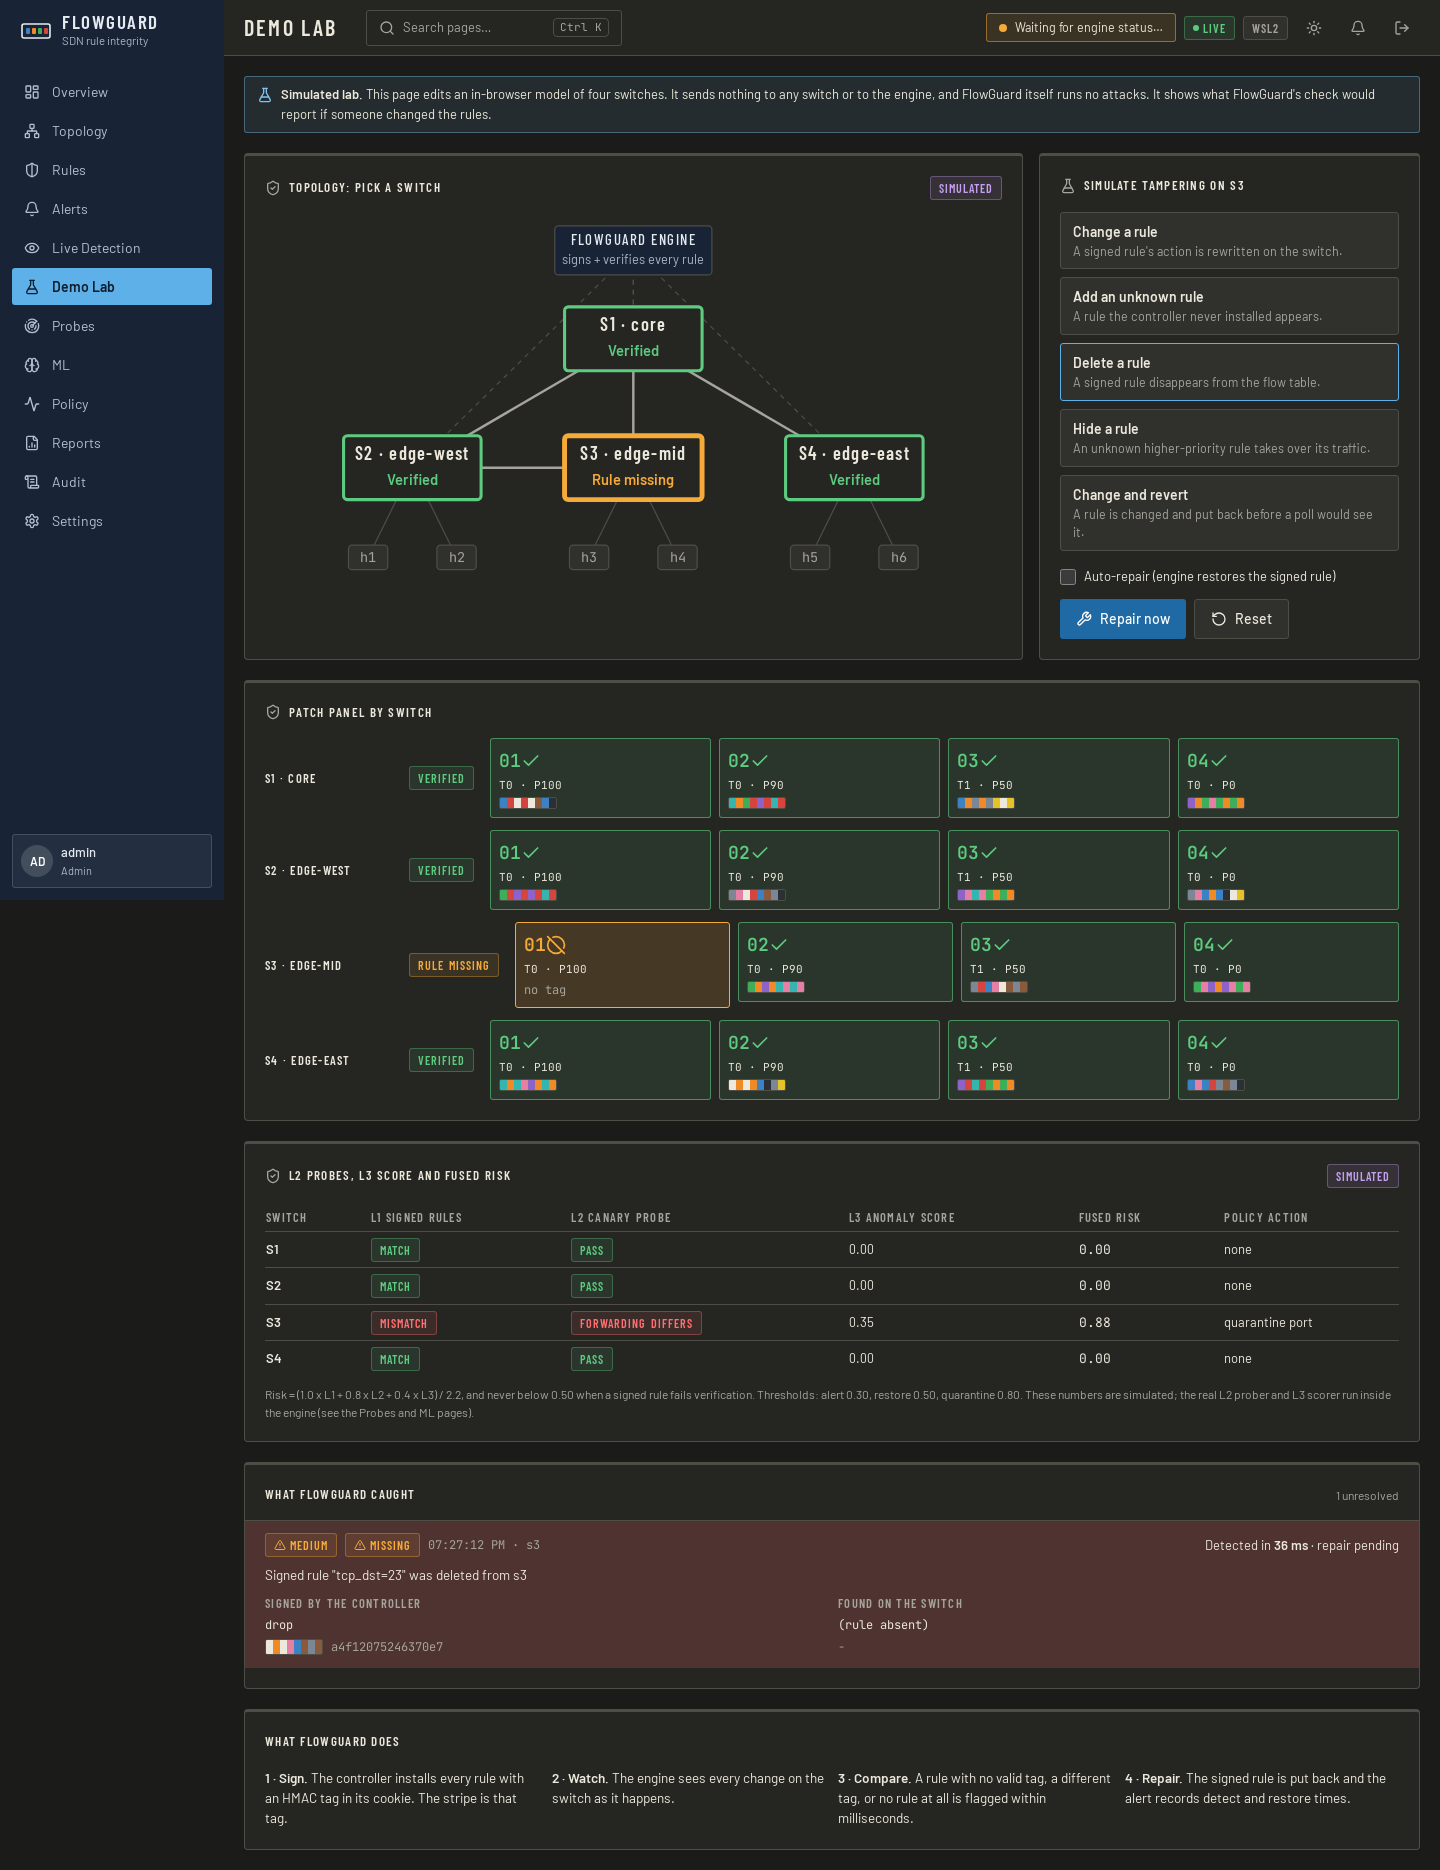 FLOWGUARD
SDN rule integrity
Overview
Topology
Rules
Alerts
Live Detection
Demo Lab
Probes
ML
Policy
Reports
Audit
Settings
AD
admin
Admin
DEMO LAB
Search pages...
Ctrl K
Waiting for engine status...
LIVE
WSL2
Simulated lab. This page edits an in-browser model of four switches. It sends nothing to any switch or to the engine, and FlowGuard itself runs no attacks. It shows what FlowGuard's check would
report if someone changed the rules.
TOPOLOGY: PICK A SWITCH
SIMULATED
FLOWGUARD ENGINE
signs + verifies every rule
S1 · core
Verified
S2 · edge-west
Verified
S3 · edge-mid
Rule missing
S4 · edge-east
Verified
h1
h2
h3
h4
h5
h6
SIMULATE TAMPERING ON S3
Change a rule
A signed rule's action is rewritten on the switch.
Add an unknown rule
A rule the controller never installed appears.
Delete a rule
A signed rule disappears from the flow table.
Hide a rule
An unknown higher-priority rule takes over its traffic.
Change and revert
A rule is changed and put back before a poll would see
it.
Auto-repair (engine restores the signed rule)
Repair now
Reset
PATCH PANEL BY SWITCH
S1 · CORE
VERIFIED
01
T0 · P100
02
T0 · P90
03
T1 · P50
04
T0 · P0
S2 · EDGE-WEST
VERIFIED
01
T0 · P100
02
T0 · P90
03
T1 · P50
04
T0 · P0
S3 · EDGE-MID
RULE MISSING
01
T0 · P100
no tag
02
T0 · P90
03
T1 · P50
04
T0 · P0
S4 · EDGE-EAST
VERIFIED
01
T0 · P100
02
T0 · P90
03
T1 · P50
04
T0 · P0
L2 PROBES, L3 SCORE AND FUSED RISK
SIMULATED
SWITCH L1 SIGNED RULES L2 CANARY PROBE L3 ANOMALY SCORE FUSED RISK POLICY ACTION
S1 MATCH PASS 0.00 0.00 none
S2 MATCH PASS 0.00 0.00 none
S3 MISMATCH FORWARDING DIFFERS 0.35 0.88 quarantine port
S4 MATCH PASS 0.00 0.00 none
Risk = (1.0 x L1 + 0.8 x L2 + 0.4 x L3) / 2.2, and never below 0.50 when a signed rule fails verification. Thresholds: alert 0.30, restore 0.50, quarantine 0.80. These numbers are simulated; the real L2 prober and L3 scorer run inside
the engine (see the Probes and ML pages).
WHAT FLOWGUARD CAUGHT
1 unresolved
MEDIUM
MISSING
07:27:12 PM · s3
Detected in 36 ms · repair pending
Signed rule "tcp_dst=23" was deleted from s3
SIGNED BY THE CONTROLLER
drop
a4f12075246370e7
FOUND ON THE SWITCH
(rule absent)
-
WHAT FLOWGUARD DOES
1 · Sign. The controller installs every rule with
an HMAC tag in its cookie. The stripe is that
tag.
2 · Watch. The engine sees every change on the
switch as it happens.
3 · Compare. A rule with no valid tag, a different
tag, or no rule at all is flagged within
milliseconds.
4 · Repair. The signed rule is put back and the
alert records detect and restore times.